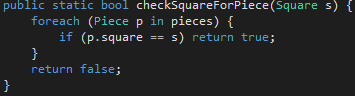 public static bool checkSquareForPiece(Square s) {
    foreach (Piece p in pieces) {
        if (p.square == s) return true;
    }
    return false;
}